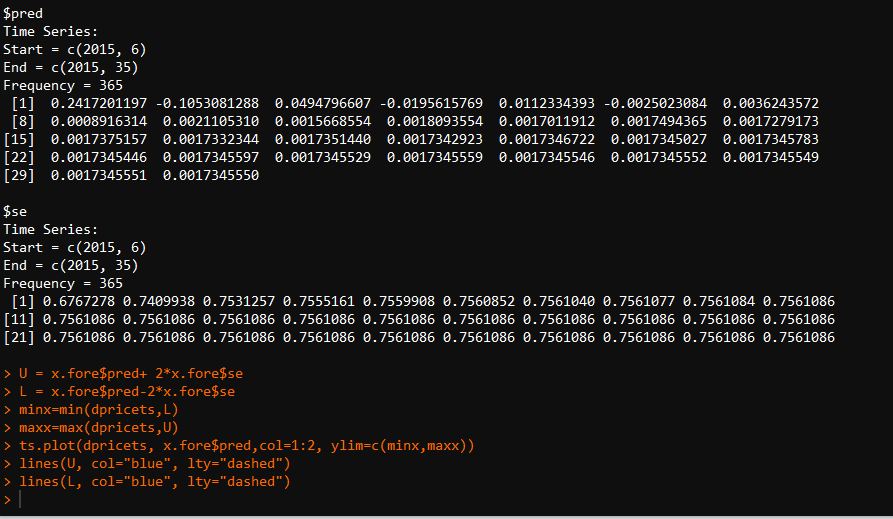 $pred
Time Series:
Start = c(2015, 6)
End = c(2015, 35)
Frequency = 365
 [1]  0.2417201197 -0.1053081288  0.0494796607 -0.0195615769  0.0112334393 -0.0025023084  0.0036243572
 [8]  0.0008916314  0.0021105310  0.0015668554  0.0018093554  0.0017011912  0.0017494365  0.0017279173
[15]  0.0017375157  0.0017332344  0.0017351440  0.0017342923  0.0017346722  0.0017345027  0.0017345783
[22]  0.0017345446  0.0017345597  0.0017345529  0.0017345559  0.0017345546  0.0017345552  0.0017345549
[29]  0.0017345551  0.0017345550

$se
Time Series:
Start = c(2015, 6)
End = c(2015, 35)
Frequency = 365
 [1] 0.6767278 0.7409938 0.7531257 0.7555161 0.7559908 0.7560852 0.7561040 0.7561077 0.7561084 0.7561086
[11] 0.7561086 0.7561086 0.7561086 0.7561086 0.7561086 0.7561086 0.7561086 0.7561086 0.7561086 0.7561086
[21] 0.7561086 0.7561086 0.7561086 0.7561086 0.7561086 0.7561086 0.7561086 0.7561086 0.7561086 0.7561086

> U = x.fore$pred+ 2*x.fore$se
> L = x.fore$pred-2*x.fore$se
> minx=min(dpricets,L)
> maxx=max(dpricets,U)
> ts.plot(dpricets, x.fore$pred,col=1:2, ylim=c(minx,maxx))
> lines(U, col="blue", lty="dashed")
> lines(L, col="blue", lty="dashed")
>